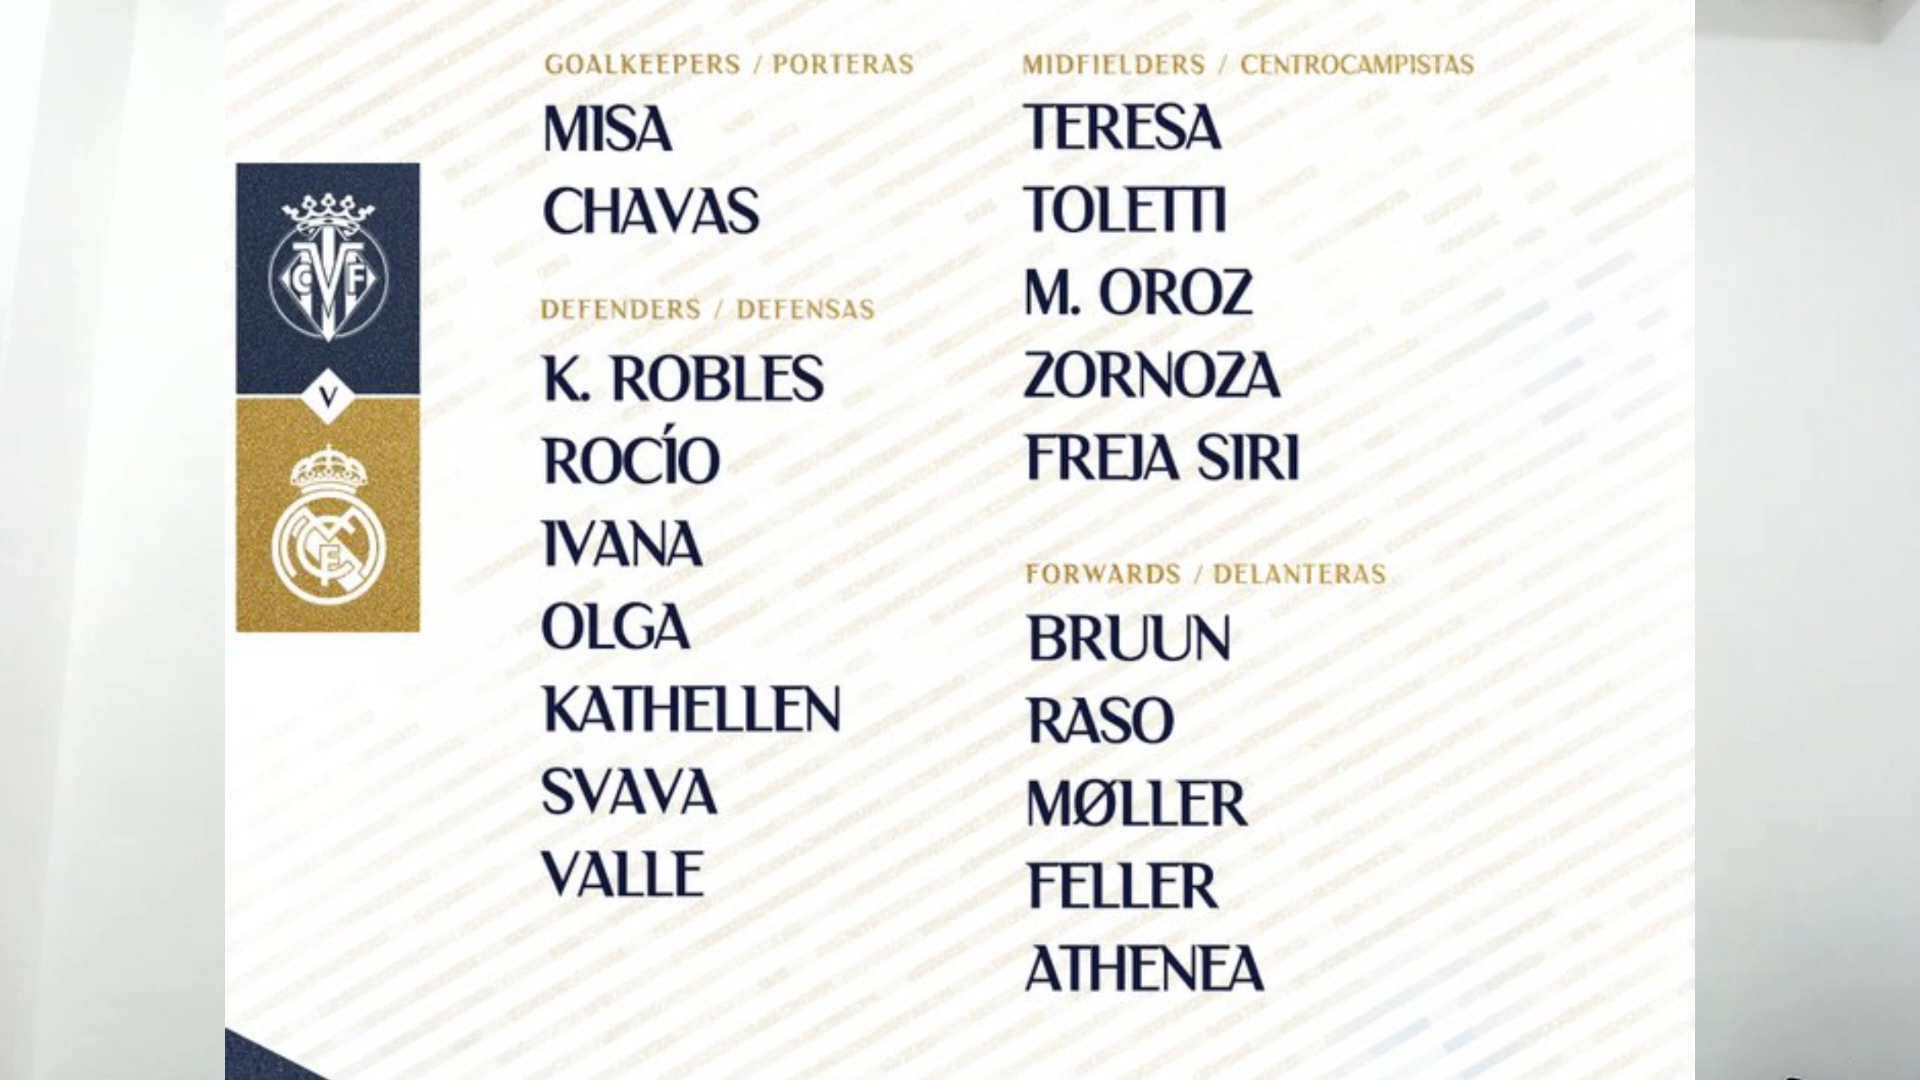 GOALKEEPERS / PORTERAS
MISA
CHAVAS
DEFENDERS / DEFENSAS
K. ROBLES
ROCÍO
IVANA
OLGA
KATHELLEN
SVAVA
VALLE
MIDFIELDERS / CENTROCAMPISTAS
TERESA
TOLETTI
M. OROZ
ZORNOZA
FREJA SIRI
FORWARDS / DELANTERAS
BRUUN
RASO
MØLLER
FELLER
ATHENEA
CVF
V